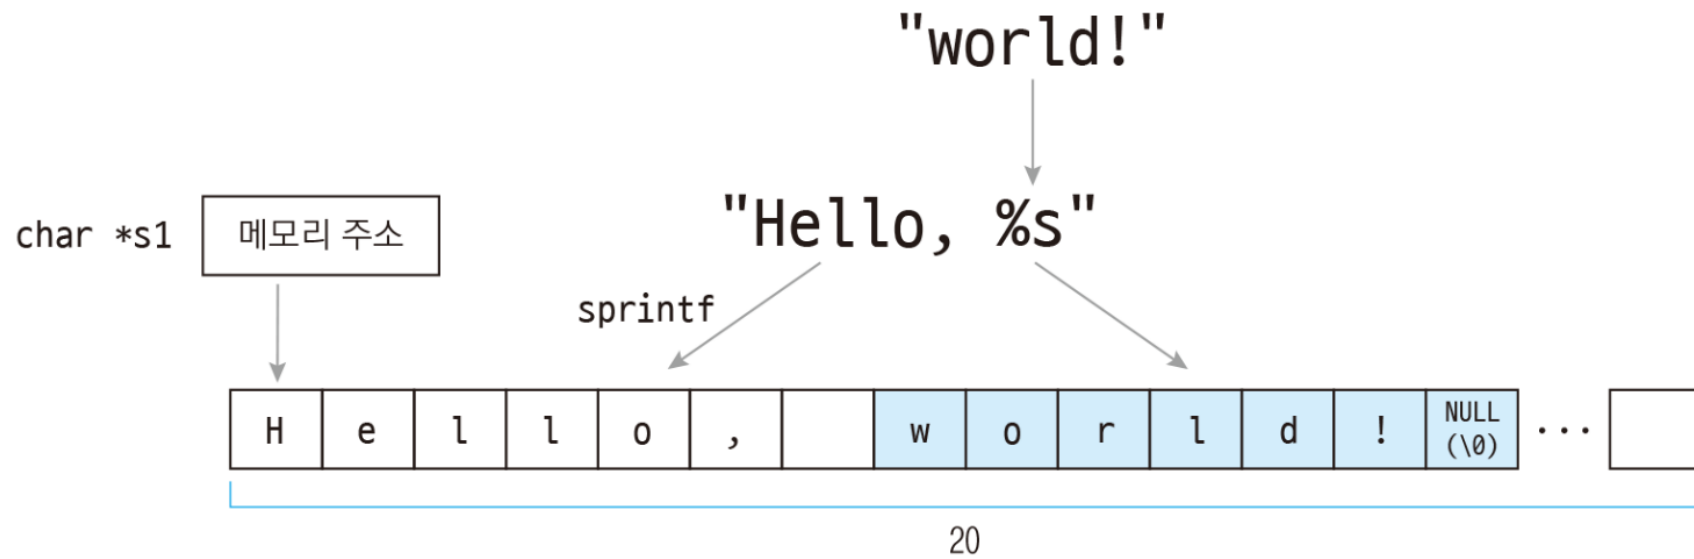 "world!"
"Hello, %s"
char *s1 메모리 주소
sprintf
H e l l o , w o r l d ! NULL (\0) ...
20